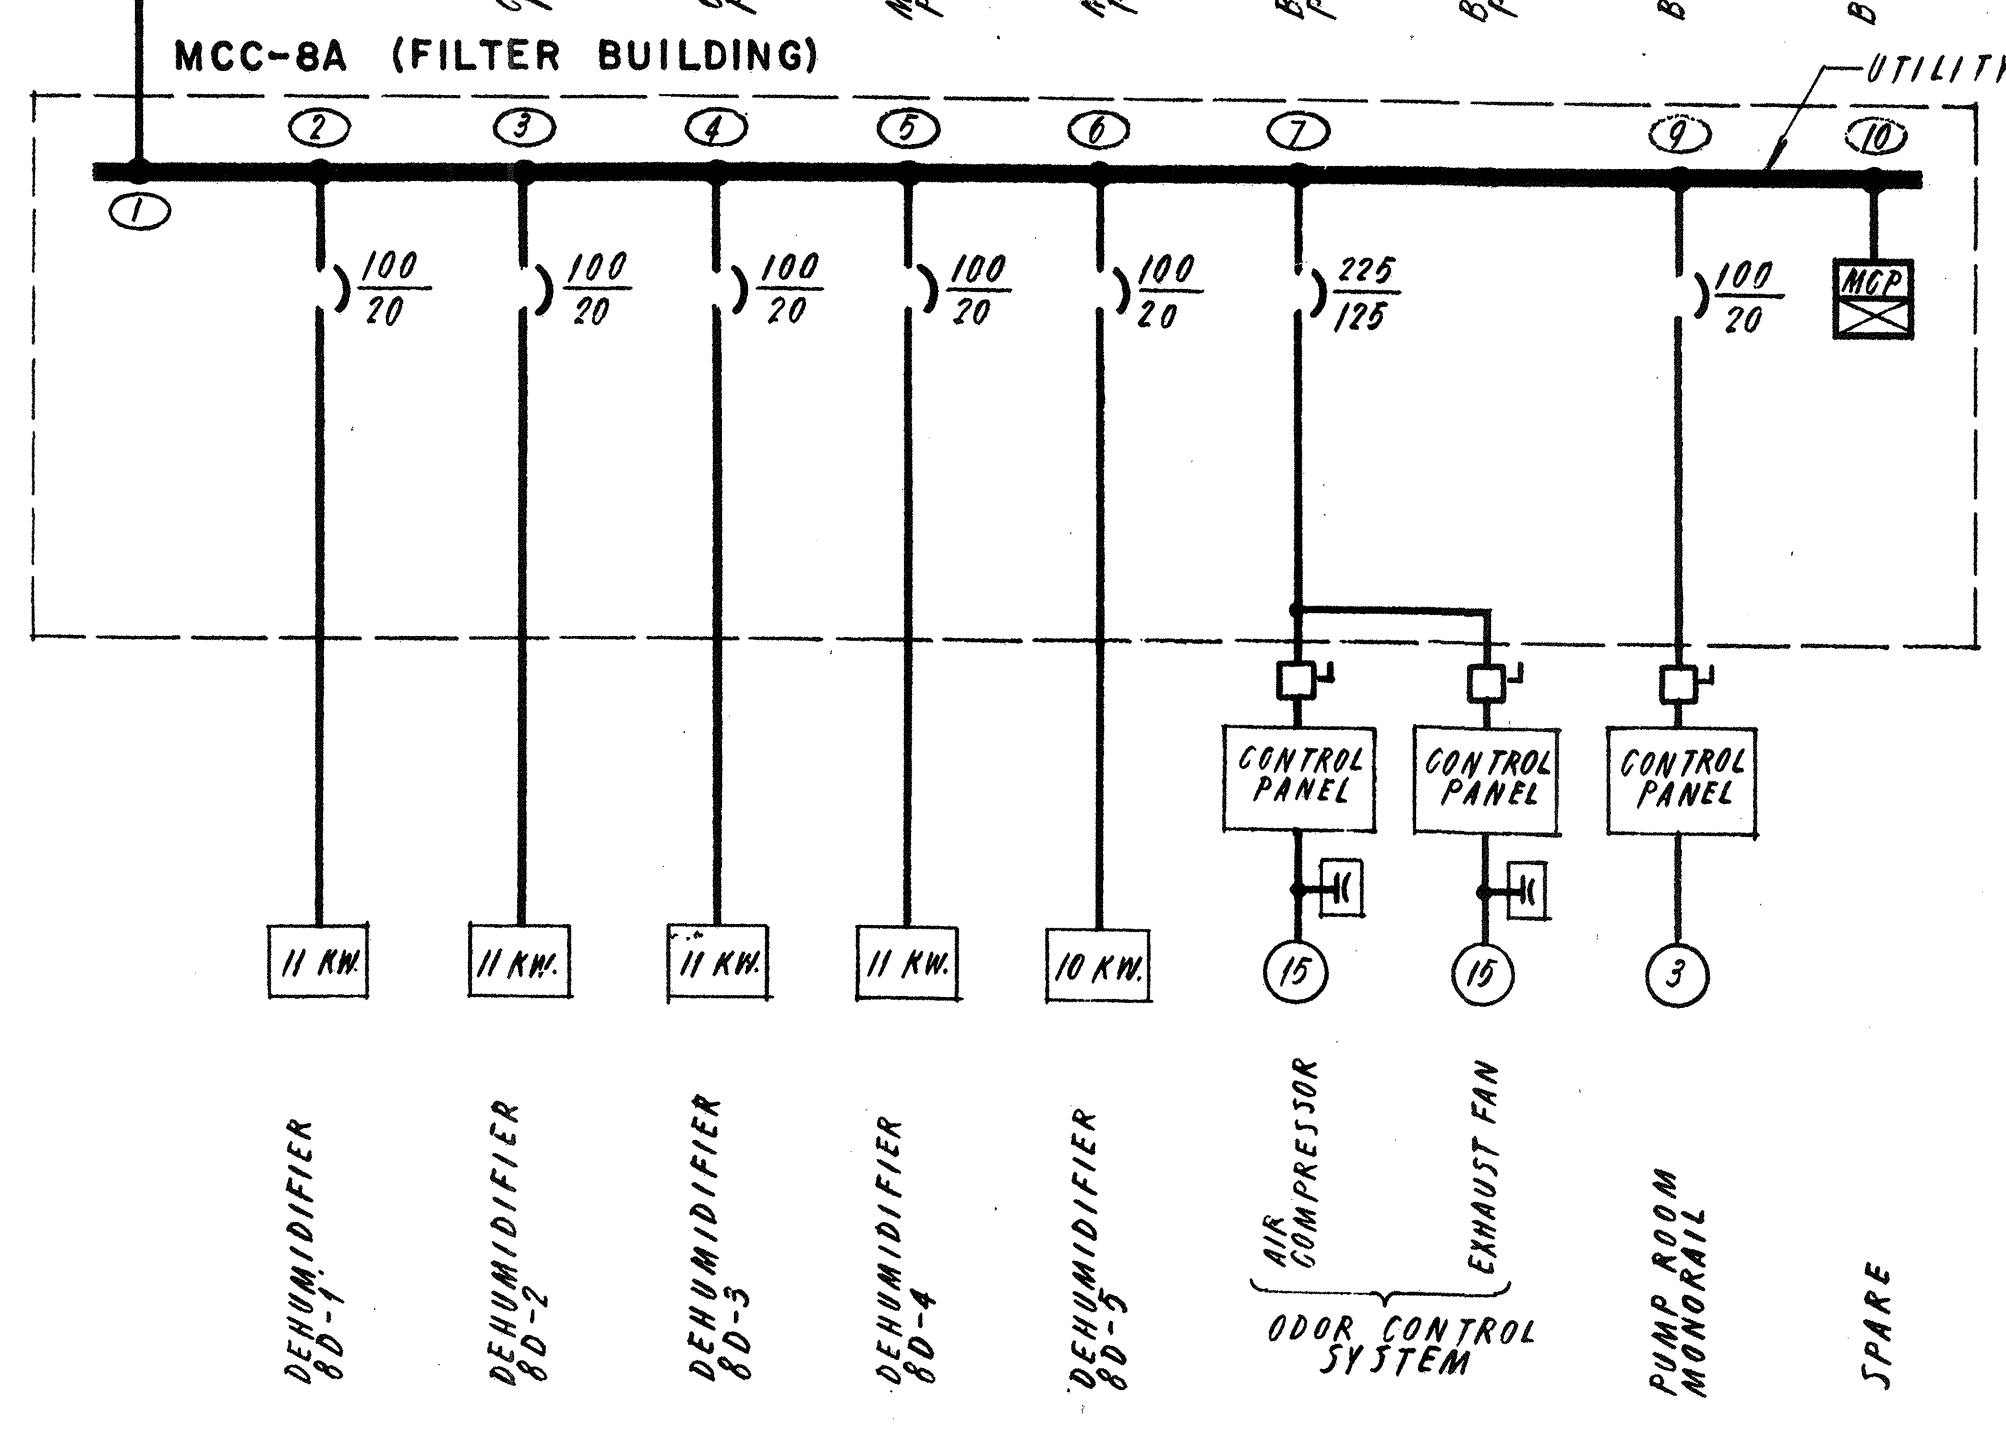 MCC-8A (FILTER BUILDING)
UTILITY
2
3
4
5
6
7
9
10
1
100
20
100
20
100
20
100
20
100
20
225
125
100
20
MCP
CONTROL
PANEL
CONTROL
PANEL
CONTROL
PANEL
11 KW.
11 KW.
11 KW.
11 KW.
10 KW.
15
15
3
DEHUMIDIFIER
8D-1
DEHUMIDIFIER
8D-2
DEHUMIDIFIER
8D-3
DEHUMIDIFIER
8D-4
DEHUMIDIFIER
8D-5
AIR
COMPRESSOR
EXHAUST FAN
ODOR CONTROL
SYSTEM
PUMP ROOM
MONORAIL
SPARE